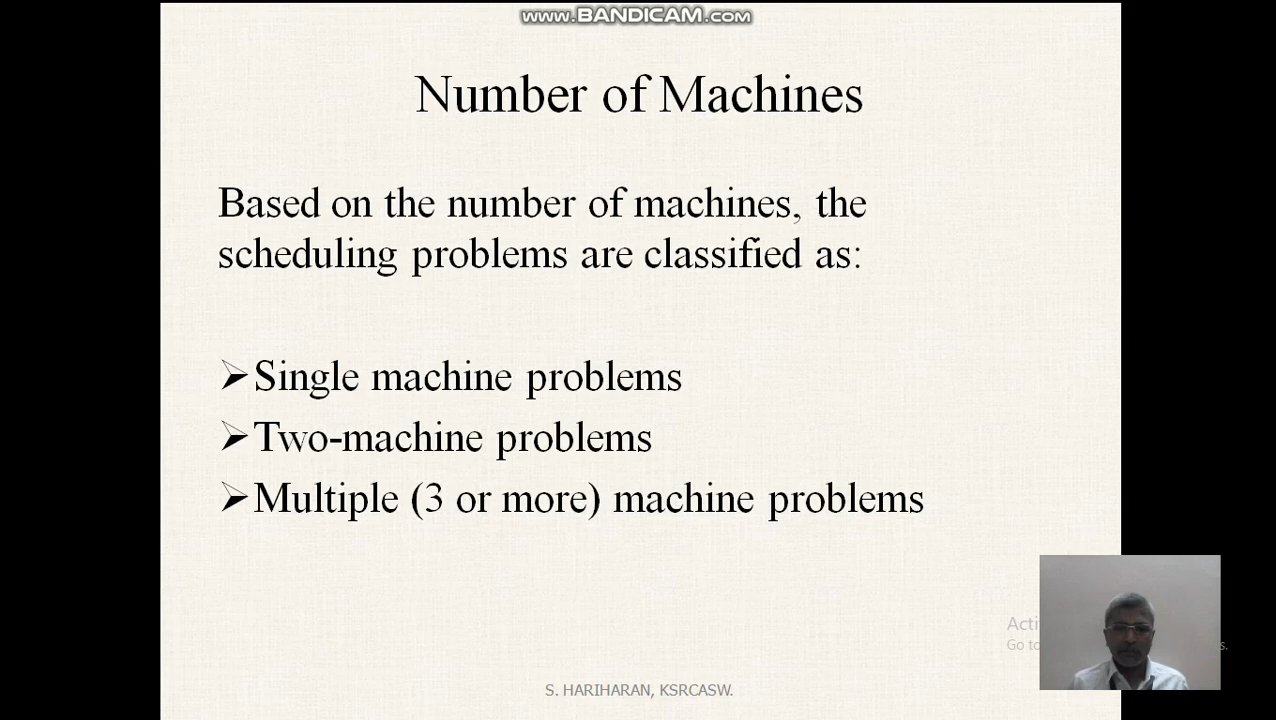 www.BANDICAM.com
Number of Machines
Based on the number of machines, the
scheduling problems are classified as:
➢Single machine problems
➢Two-machine problems
➢Multiple (3 or more) machine problems
S. HARIHARAN, KSRCASW.